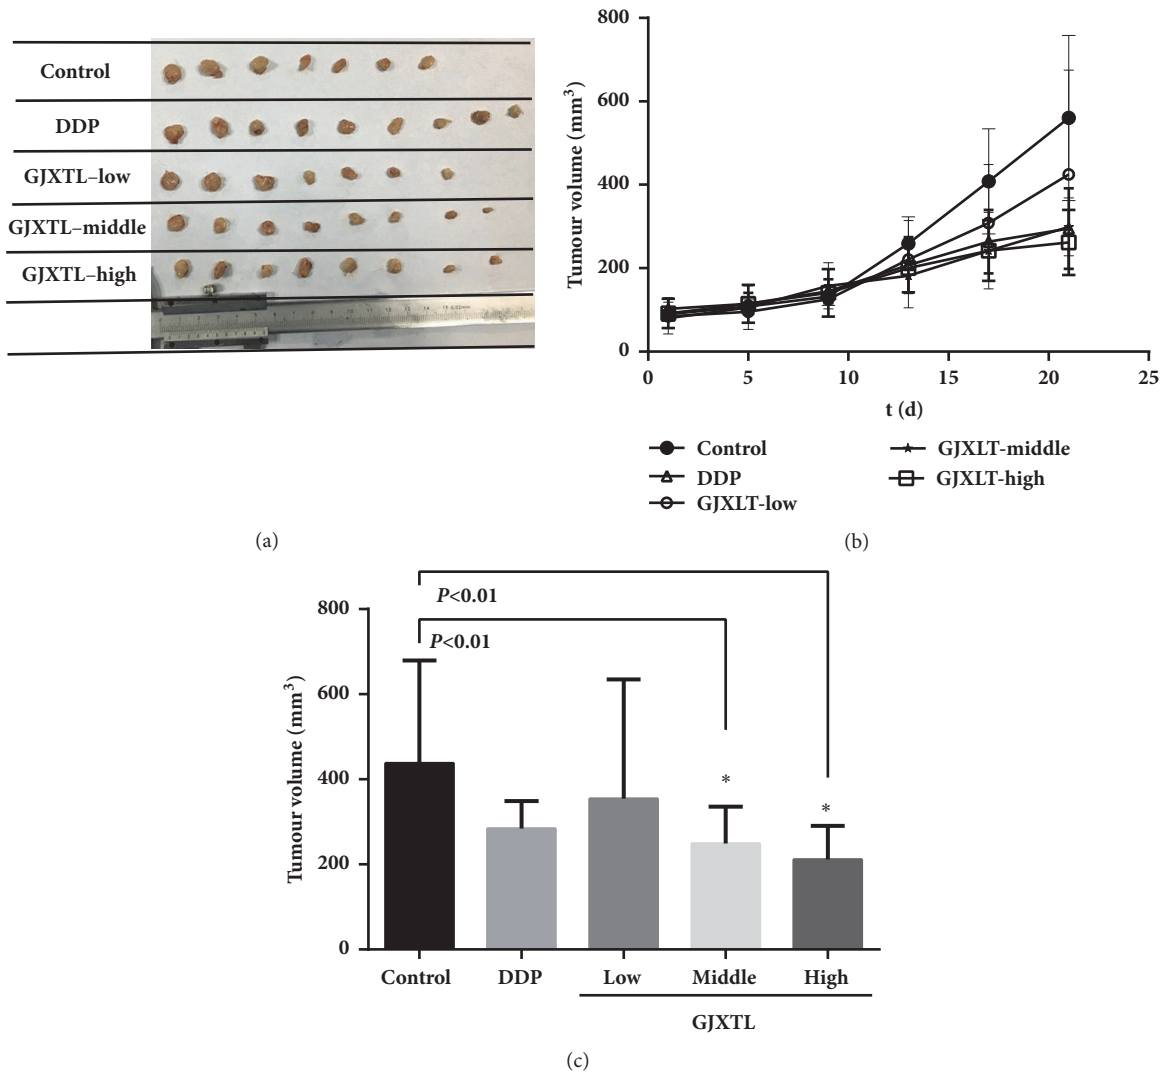 Control
DDP
GJXTL–low
GJXTL–middle
GJXTL–high
(a)
800
600
400
200
0
Tumour volume (mm³)
0 5 10 15 20 25
t (d)
Control
DDP
GJXLT-low
GJXLT-middle
GJXLT-high
(b)
P<0.01
P<0.01
800
600
400
200
0
Tumour volume (mm³)
*
*
Control DDP Low Middle High
GJXTL
(c)